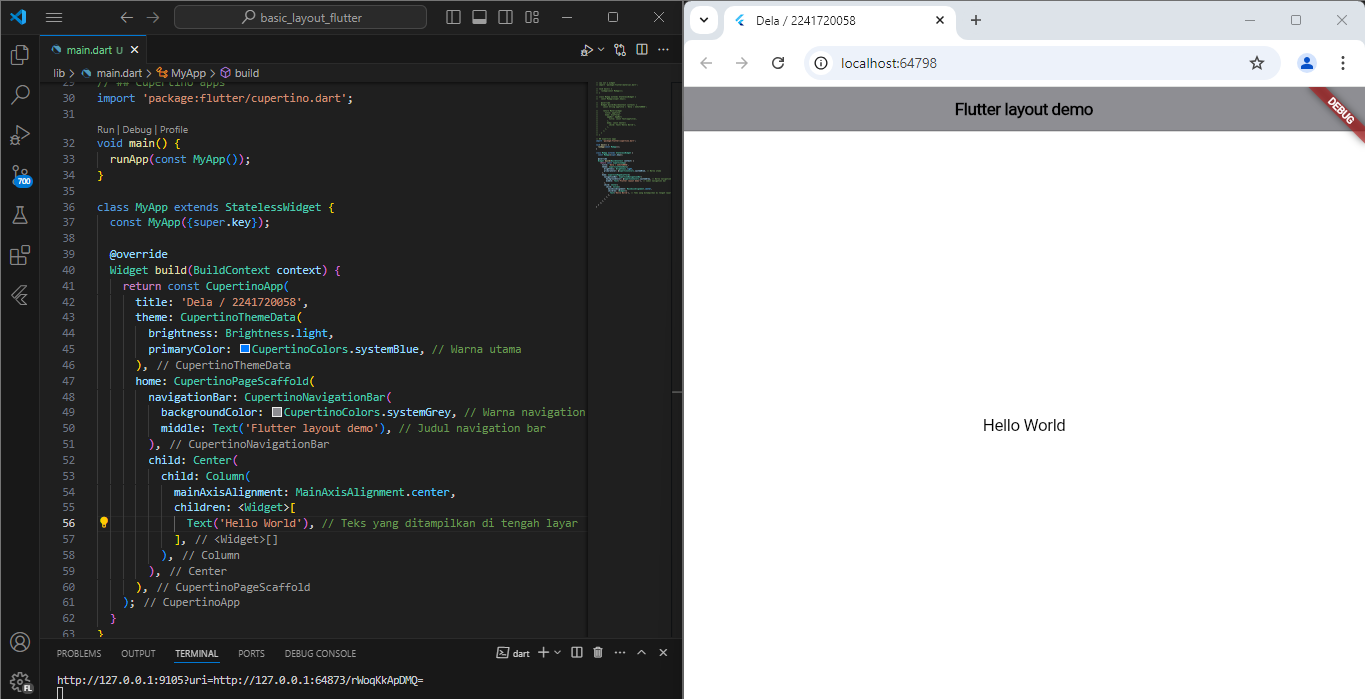 basic_layout_flutter
main.dart U
lib > main.dart > MyApp > build
29 // ## Cupertino apps
30 import 'package:flutter/cupertino.dart';
31
Run | Debug | Profile
32 void main() {
33 runApp(const MyApp());
34 }
35
36 class MyApp extends StatelessWidget {
37 const MyApp({super.key});
38
39 @override
40 Widget build(BuildContext context) {
41 return const CupertinoApp(
42 title: 'Dela / 2241720058',
43 theme: CupertinoThemeData(
44 brightness: Brightness.light,
45 primaryColor: CupertinoColors.systemBlue, // Warna utama
46 ), // CupertinoThemeData
47 home: CupertinoPageScaffold(
48 navigationBar: CupertinoNavigationBar(
49 backgroundColor: CupertinoColors.systemGrey, // Warna navigation
50 middle: Text('Flutter layout demo'), // Judul navigation bar
51 ), // CupertinoNavigationBar
52 child: Center(
53 child: Column(
54 mainAxisAlignment: MainAxisAlignment.center,
55 children: <Widget>[
56 Text('Hello World'), // Teks yang ditampilkan di tengah layar
57 ], // <Widget>[]
58 ), // Column
59 ), // Center
60 ), // CupertinoPageScaffold
61 ); // CupertinoApp
62 }
63 }
700
FL
PROBLEMS OUTPUT TERMINAL PORTS DEBUG CONSOLE
dart
http://127.0.0.1:9105?uri=http://127.0.0.1:64873/rWoqKkApDMQ=
Dela / 2241720058
localhost:64798
Flutter layout demo
DEBUG
Hello World